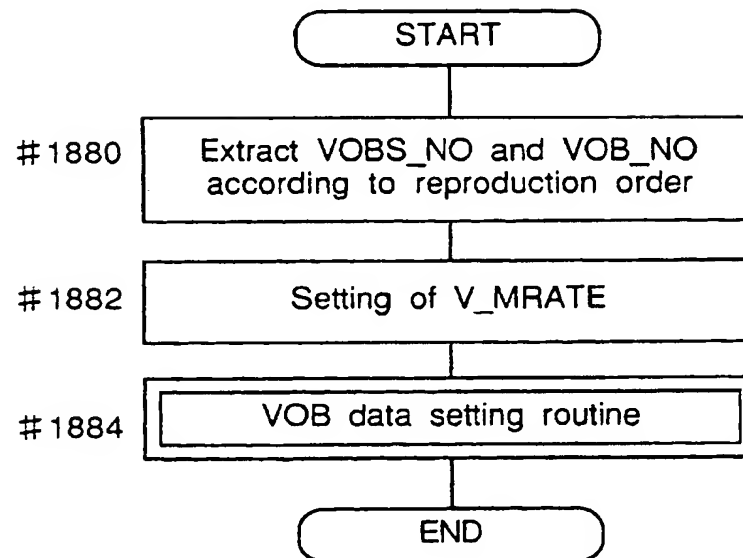 START
#1880
Extract VOBS_NO and VOB_NO
according to reproduction order
#1882
Setting of V_MRATE
#1884
VOB data setting routine
END